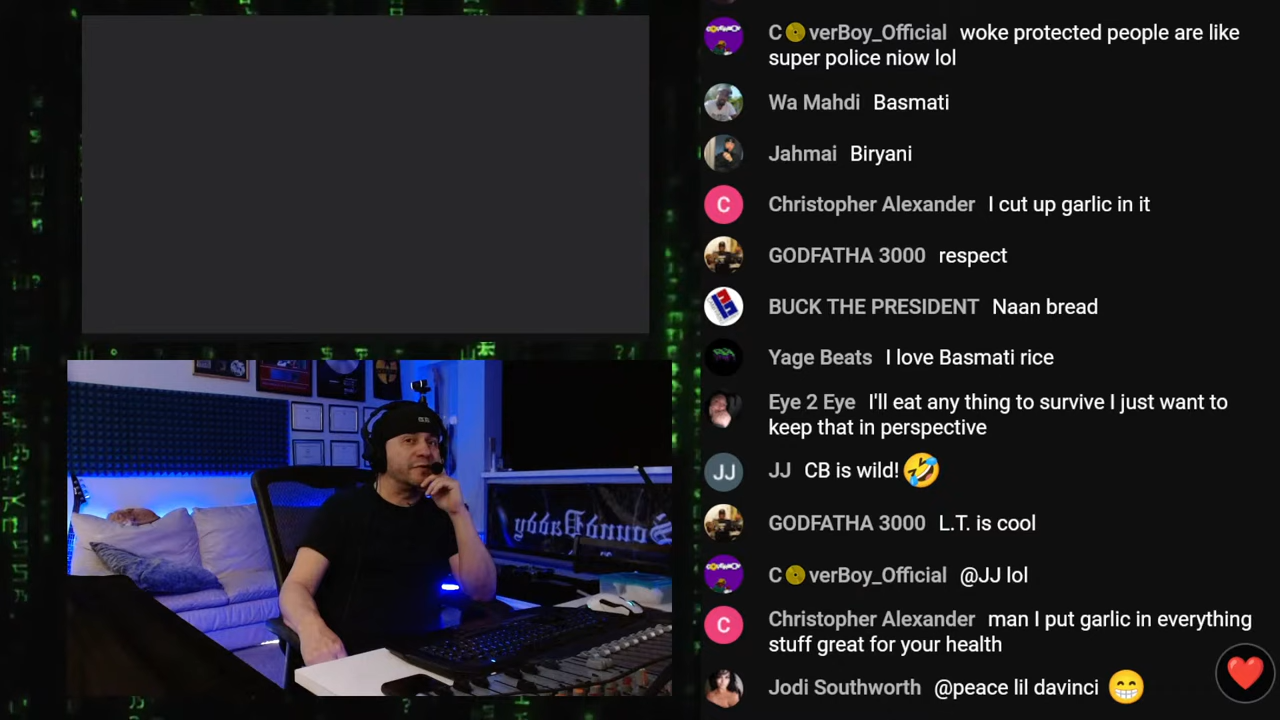 C verBoy_Official woke protected people are like
super police niow lol
Wa Mahdi Basmati
Jahmai Biryani
C Christopher Alexander I cut up garlic in it
GODFATHA 3000 respect
BUCK THE PRESIDENT Naan bread
Yage Beats I love Basmati rice
Eye 2 Eye I'll eat any thing to survive I just want to
keep that in perspective
JJ JJ CB is wild! 🤣
GODFATHA 3000 L.T. is cool
C verBoy_Official @JJ lol
C Christopher Alexander man I put garlic in everything
stuff great for your health
Jodi Southworth @peace lil davinci 😁
SoundDaddy